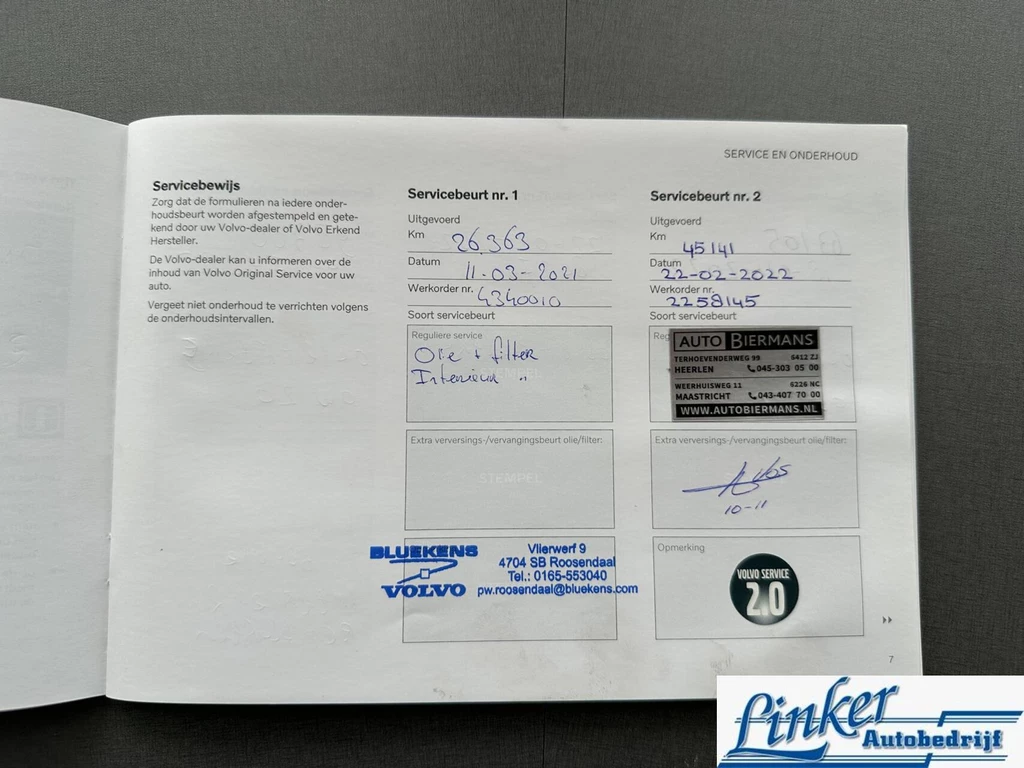 SERVICE EN ONDERHOUD
Servicebewijs
Zorg dat de formulieren na iedere onder-
houdsbeurt worden afgestempeld en gete-
kend door uw Volvo-dealer of Volvo Erkend
Hersteller.
De Volvo-dealer kan u informeren over de
inhoud van Volvo Original Service voor uw
auto.
Vergeet niet onderhoud te verrichten volgens
de onderhoudsintervallen.
Servicebeurt nr. 1
Uitgevoerd
Km 26.363
Datum 11-03-2021
Werkorder nr. 4340010
Soort servicebeurt
Reguliere service
Olie + filter
Interieur "
STEMPEL
Extra verversings-/vervangingsbeurt olie/filter:
STEMPEL
BLUEKENS
VOLVO
Vlierwerf 9
4704 SB Roosendaal
Tel.: 0165-553040
pw.roosendaal@bluekens.com
Servicebeurt nr. 2
Uitgevoerd
Km 45141
Datum 22-02-2022
Werkorder nr. 2258145
Soort servicebeurt
Reg
AUTO BIERMANS
TERHOEVENDERWEG 99 6412 ZJ
HEERLEN 045-303 05 00
WEERHUISWEG 11 6226 NC
MAASTRICHT 043-407 70 00
WWW.AUTOBIERMANS.NL
Extra verversings-/vervangingsbeurt olie/filter:
10-11
Opmerking
VOLVO SERVICE
2.0
7
Linker
Autobedrijf